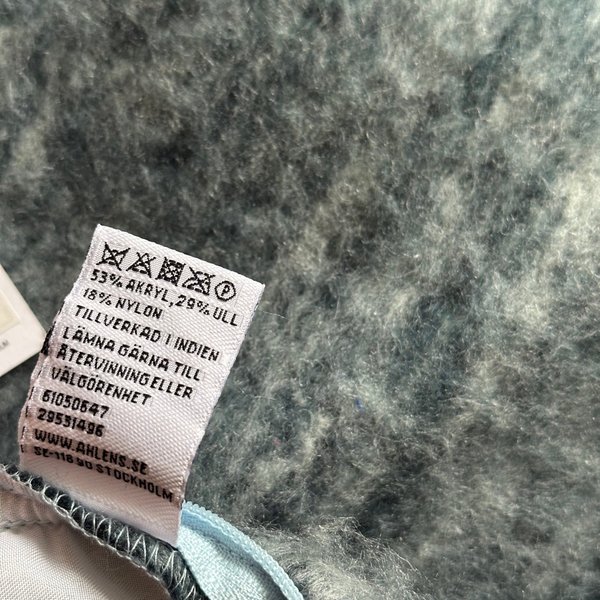 53% AKRYL, 29% ULL
18% NYLON
TILLVERKAD I INDIEN
LÄMNA GÄRNA TILL
ÅTERVINNING ELLER
VÄLGÖRENHET
61050647
29531496
WWW.AHLENS.SE
SE-118 90 STOCKHOLM